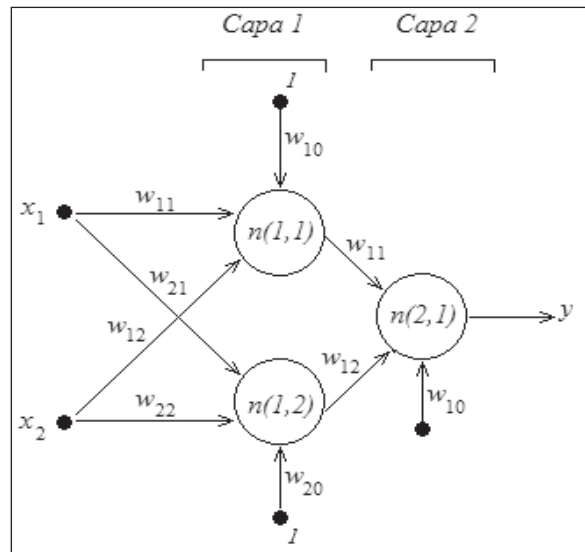 Capa 1
Capa 2
1
w10
w11
x1
n(1,1)
w11
w21
n(2,1)
y
w12
w12
n(1,2)
w22
x2
w10
w20
1